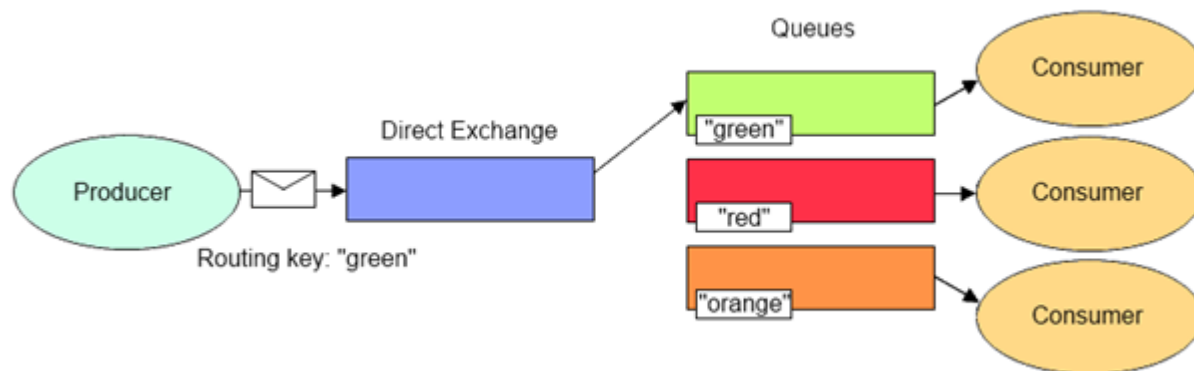 Queues
Consumer
Direct Exchange
"green"
Producer
Consumer
"red"
Routing key: "green"
"orange"
Consumer